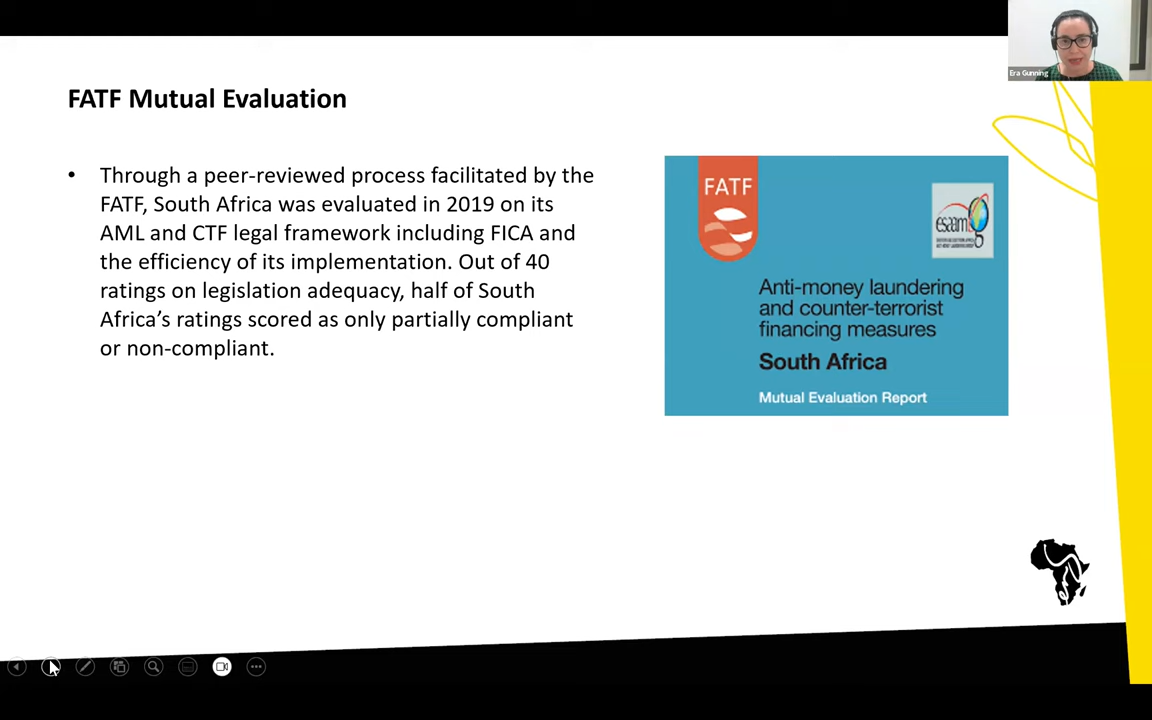 Era Gunning
FATF Mutual Evaluation
• Through a peer-reviewed process facilitated by the
FATF, South Africa was evaluated in 2019 on its
AML and CTF legal framework including FICA and
the efficiency of its implementation. Out of 40
ratings on legislation adequacy, half of South
Africa’s ratings scored as only partially compliant
or non-compliant.
FATF
esaamlg
Anti-money laundering
and counter-terrorist
financing measures
South Africa
Mutual Evaluation Report